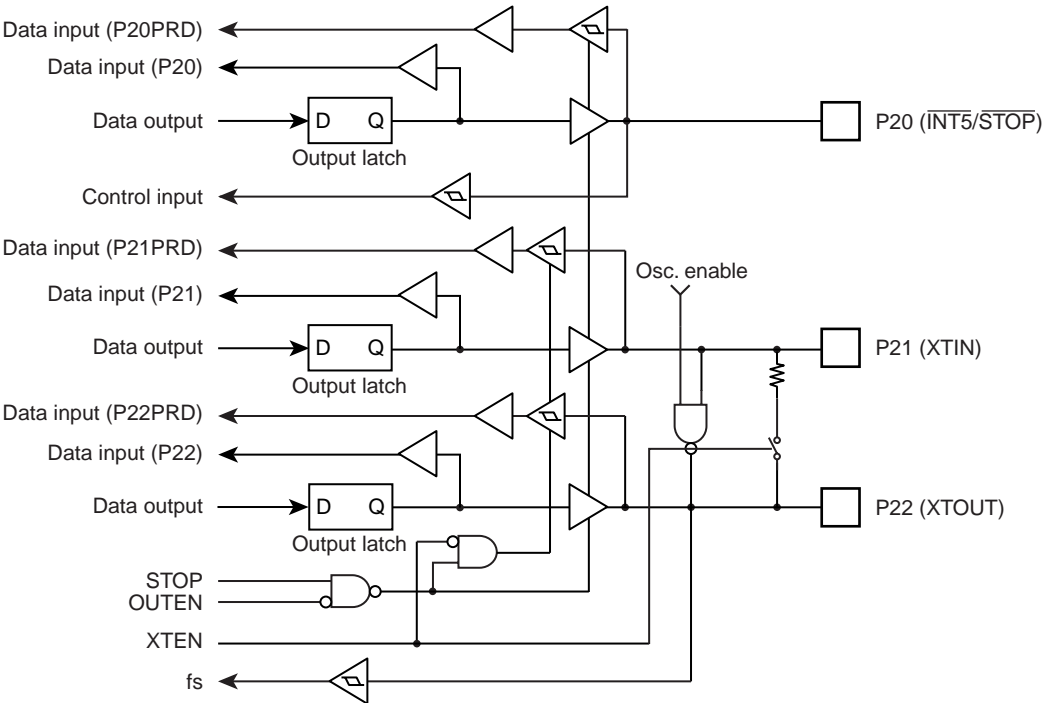 Data input (P20PRD)
Data input (P20)
Data output
D Q
Output latch
P20 (INT5/STOP)
Control input
Data input (P21PRD)
Osc. enable
Data input (P21)
Data output
D Q
Output latch
P21 (XTIN)
Data input (P22PRD)
Data input (P22)
Data output
D Q
Output latch
P22 (XTOUT)
STOP
OUTEN
XTEN
fs